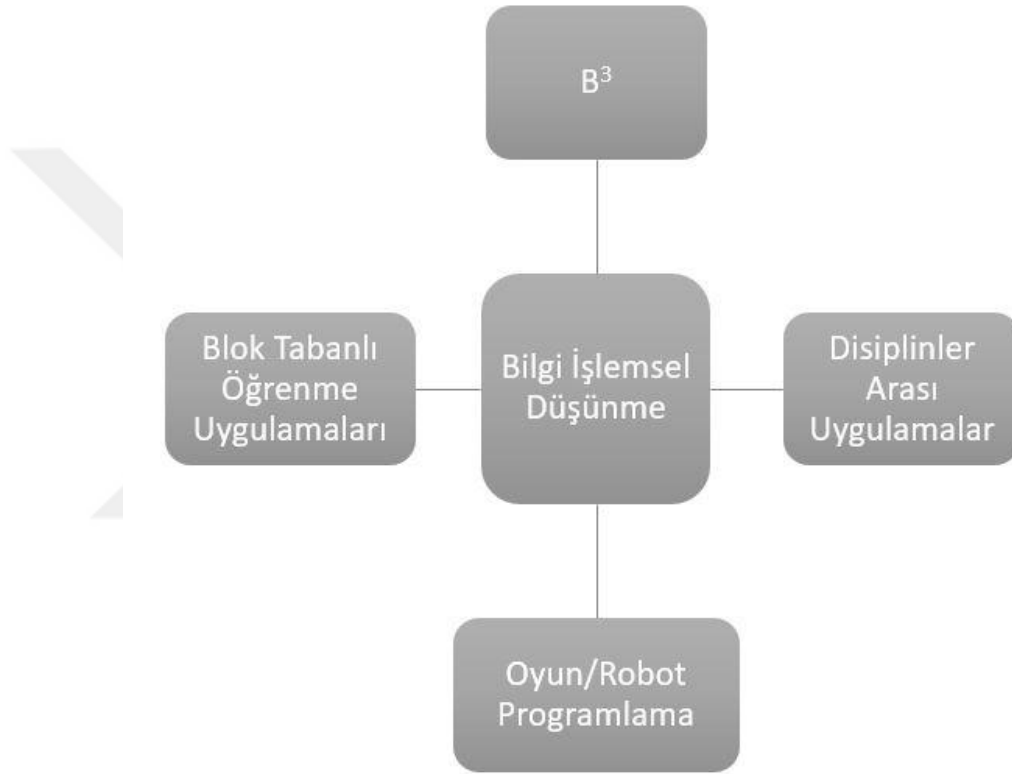 B³
Blok Tabanlı
Öğrenme
Uygulamaları
Bilgi İşlemsel
Düşünme
Disiplinler
Arası
Uygulamalar
Oyun/Robot
Programlama